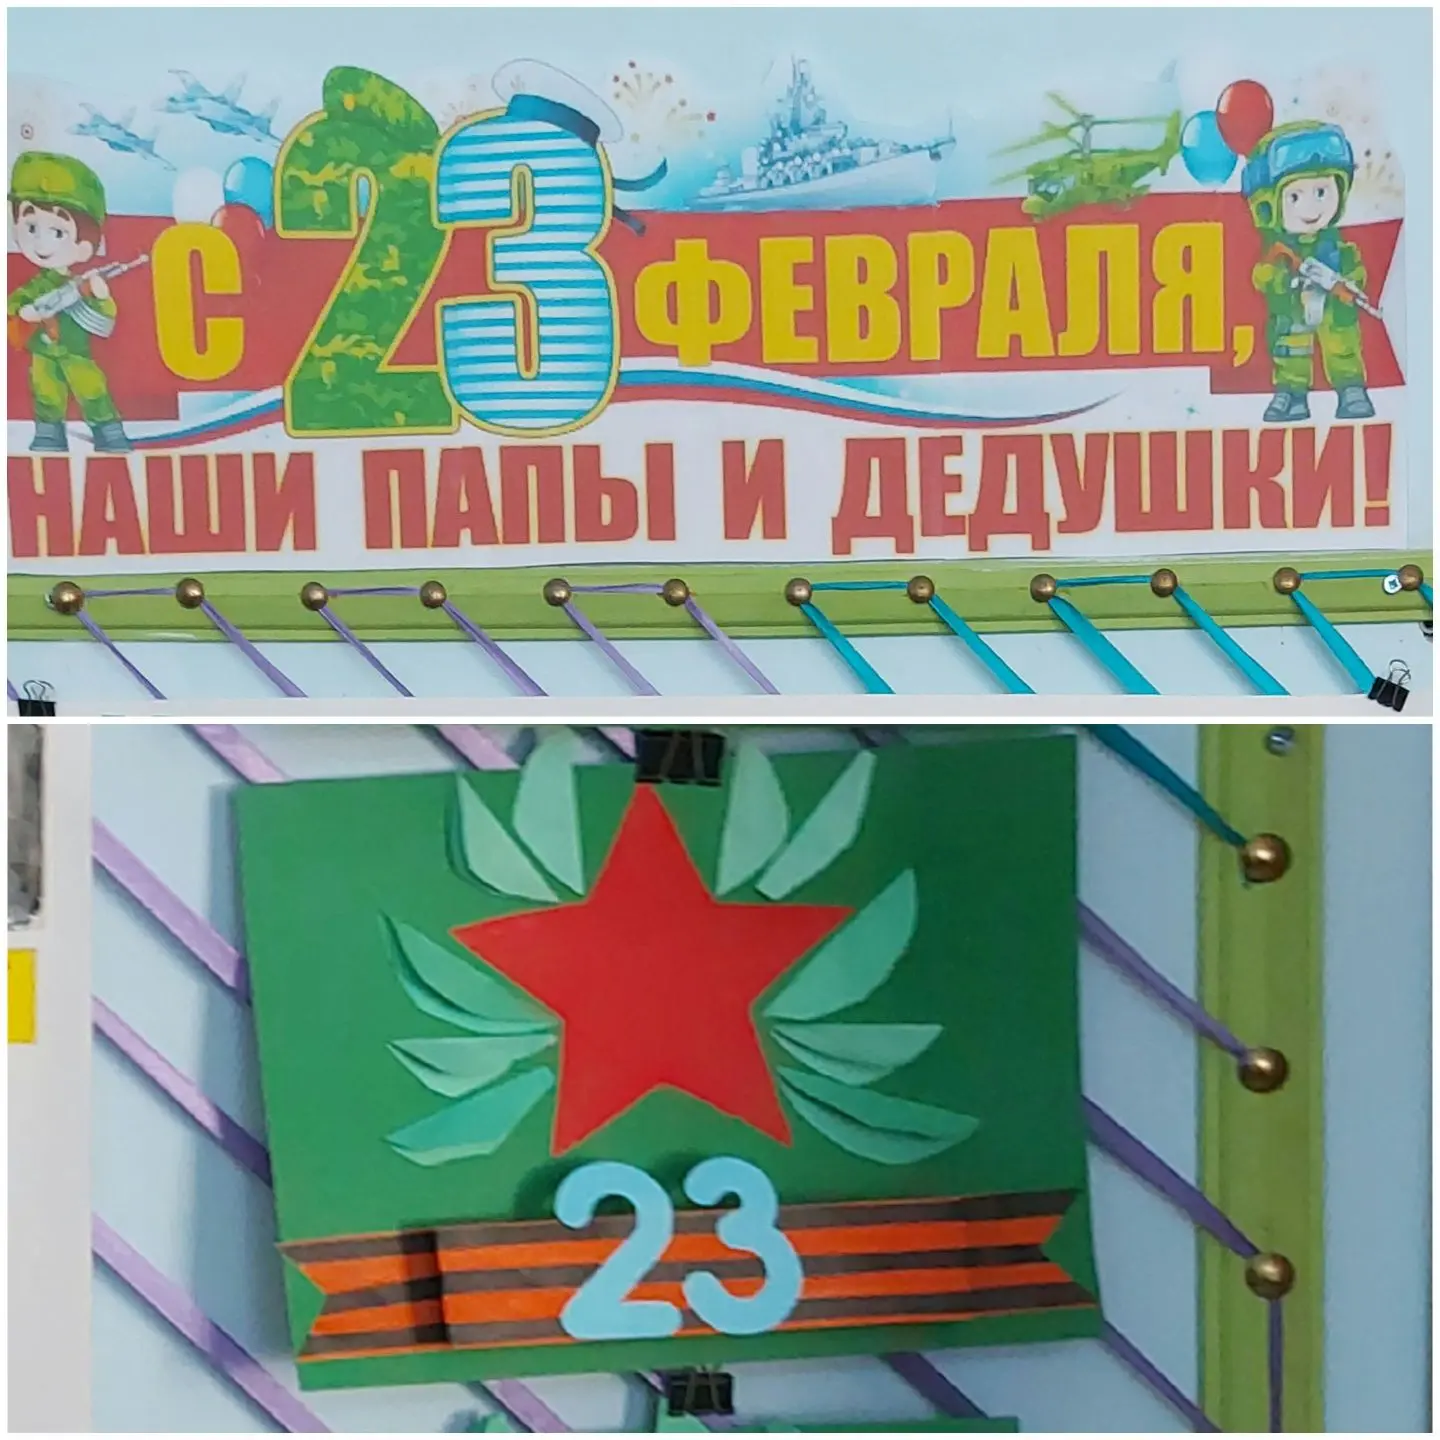 С 23 ФЕВРАЛЯ,
НАШИ ПАПЫ И ДЕДУШКИ!
23